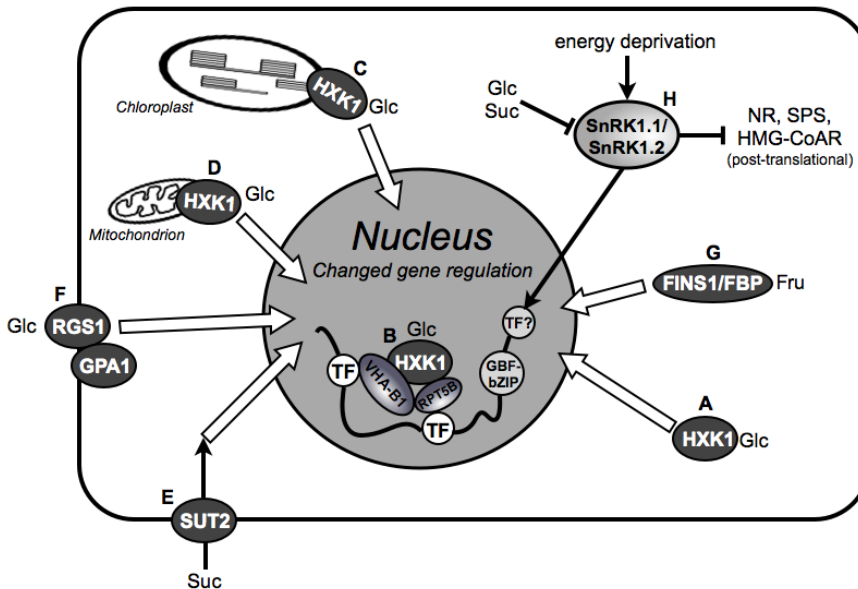 energy deprivation
C
HXK1
Glc
Chloroplast
Glc
Suc
H
SnRK1.1/
SnRK1.2
NR, SPS,
HMG-CoAR
(post-translational)
D
HXK1
Glc
Mitochondrion
Nucleus
Changed gene regulation
G
FINS1/FBP
Fru
F
Glc
RGS1
GPA1
TF?
B
Glc
HXK1
TF
VHA-B1
RPT5B
GBF-
bZIP
TF
A
HXK1
Glc
E
SUT2
Suc